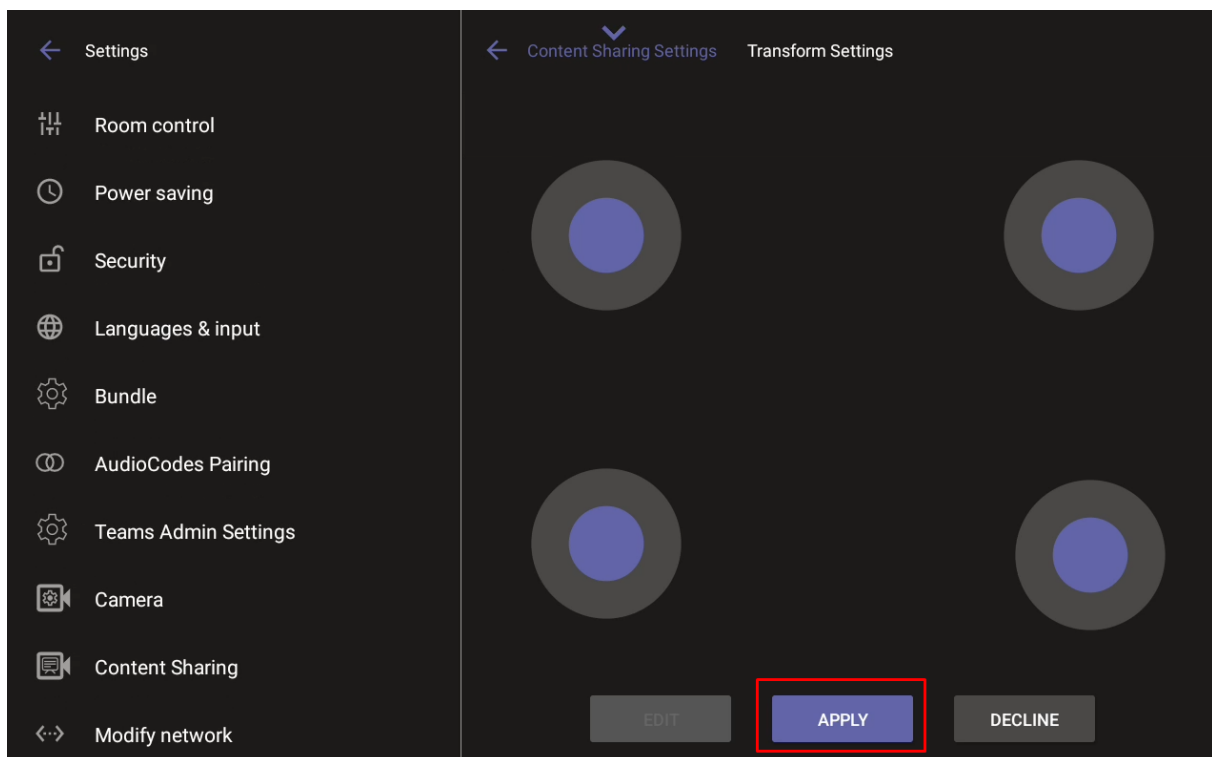 Settings
Room control
Power saving
Security
Languages & input
Bundle
AudioCodes Pairing
Teams Admin Settings
Camera
Content Sharing
Modify network
Content Sharing Settings Transform Settings
EDIT APPLY DECLINE